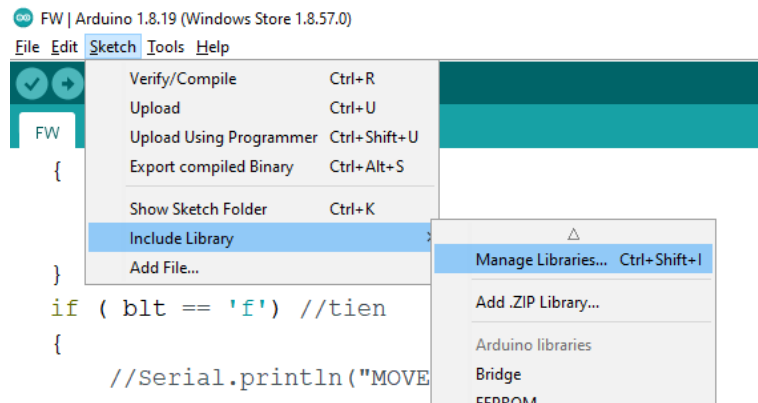 FW | Arduino 1.8.19 (Windows Store 1.8.57.0)
File Edit Sketch Tools Help
FW
Verify/Compile Ctrl+R
Upload Ctrl+U
Upload Using Programmer Ctrl+Shift+U
Export compiled Binary Ctrl+Alt+S
Show Sketch Folder Ctrl+K
Include Library
Add File...
Manage Libraries... Ctrl+Shift+I
Add .ZIP Library...
Arduino libraries
Bridge
EEPROM
{
}
if ( blt == 'f') //tien
{
//Serial.println("MOVE